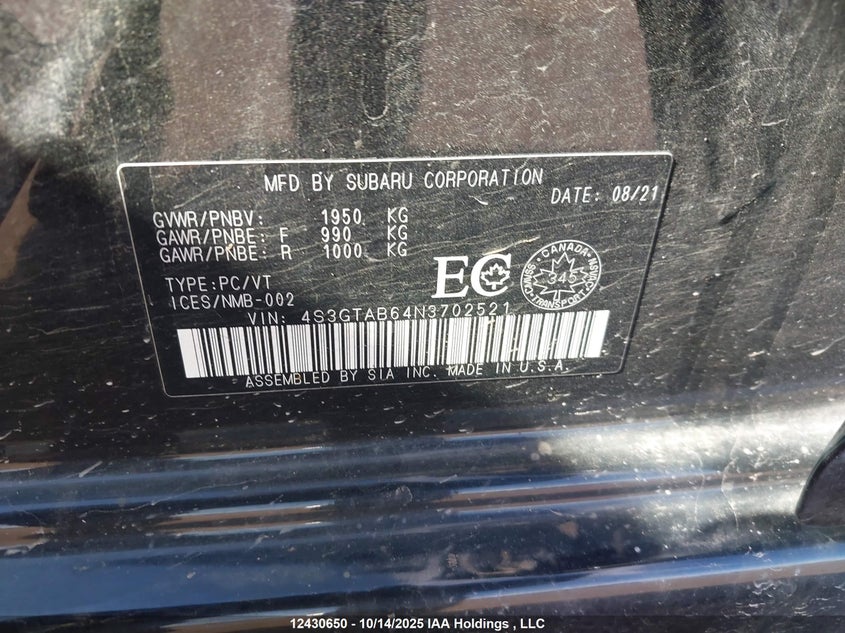 MFD BY SUBARU CORPORATION
DATE: 08/21
GVWR/PNBV: 1950 KG
GAWR/PNBE: F 990 KG
GAWR/PNBE: R 1000 KG
TYPE:PC/VT
ICES/NMB-002
EC
CANADA
345
TRANSPORT
VIN: 4S3GTAB64N3702521
ASSEMBLED BY SIA INC. MADE IN U.S.A.
12430650 - 10/14/2025 IAA Holdings , LLC